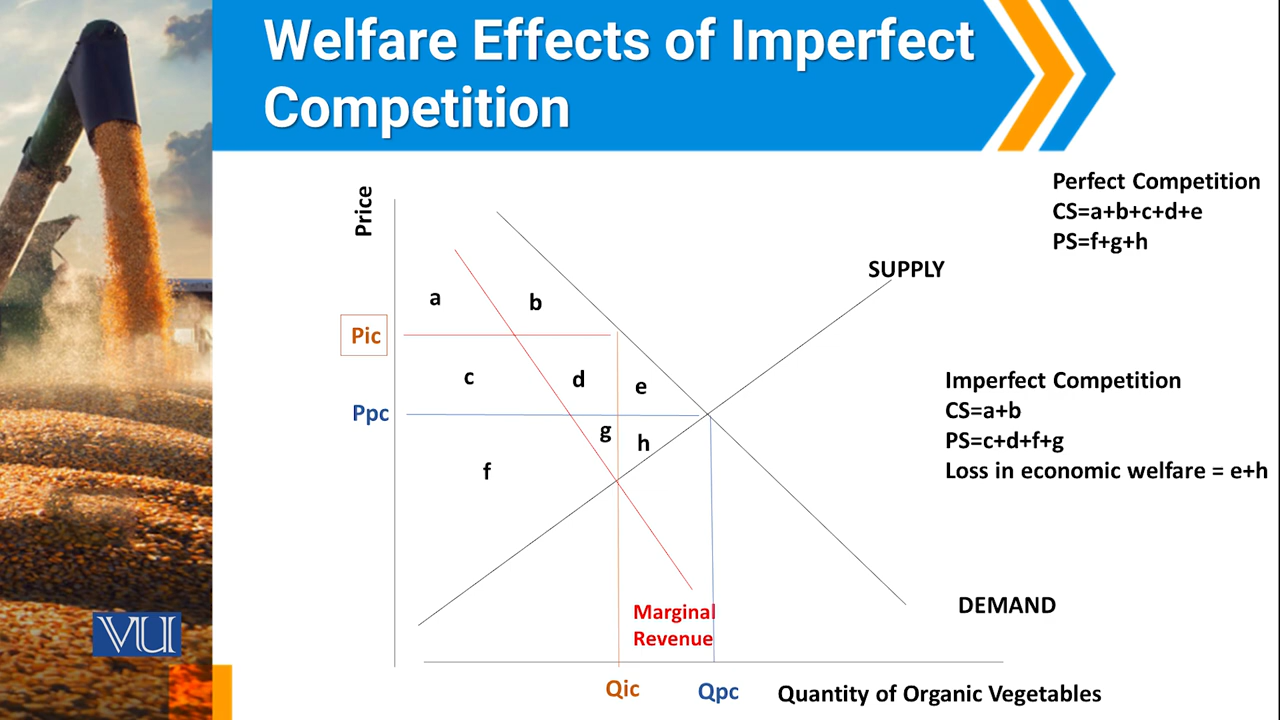 Welfare Effects of Imperfect
Competition
Perfect Competition
CS=a+b+c+d+e
PS=f+g+h
Price
SUPPLY
a
b
Pic
c
d
e
Imperfect Competition
CS=a+b
PS=c+d+f+g
Loss in economic welfare = e+h
Ppc
g
h
f
Marginal
Revenue
DEMAND
VU
Qic
Qpc
Quantity of Organic Vegetables